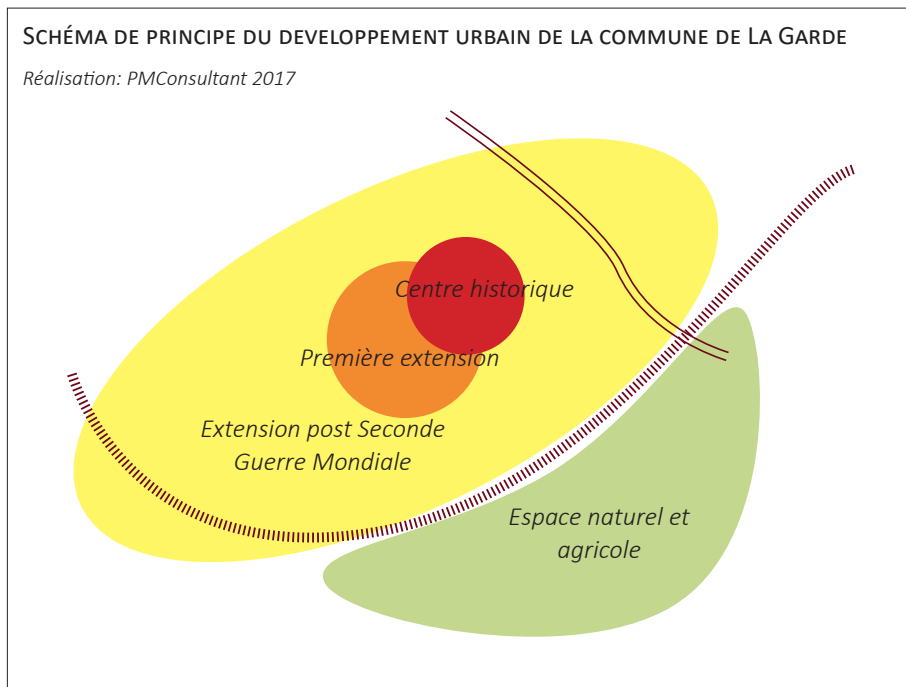 SCHÉMA DE PRINCIPE DU DEVELOPPEMENT URBAIN DE LA COMMUNE DE LA GARDE
Réalisation: PMConsultant 2017
Centre historique
Première extension
Extension post Seconde
Guerre Mondiale
Espace naturel et
agricole